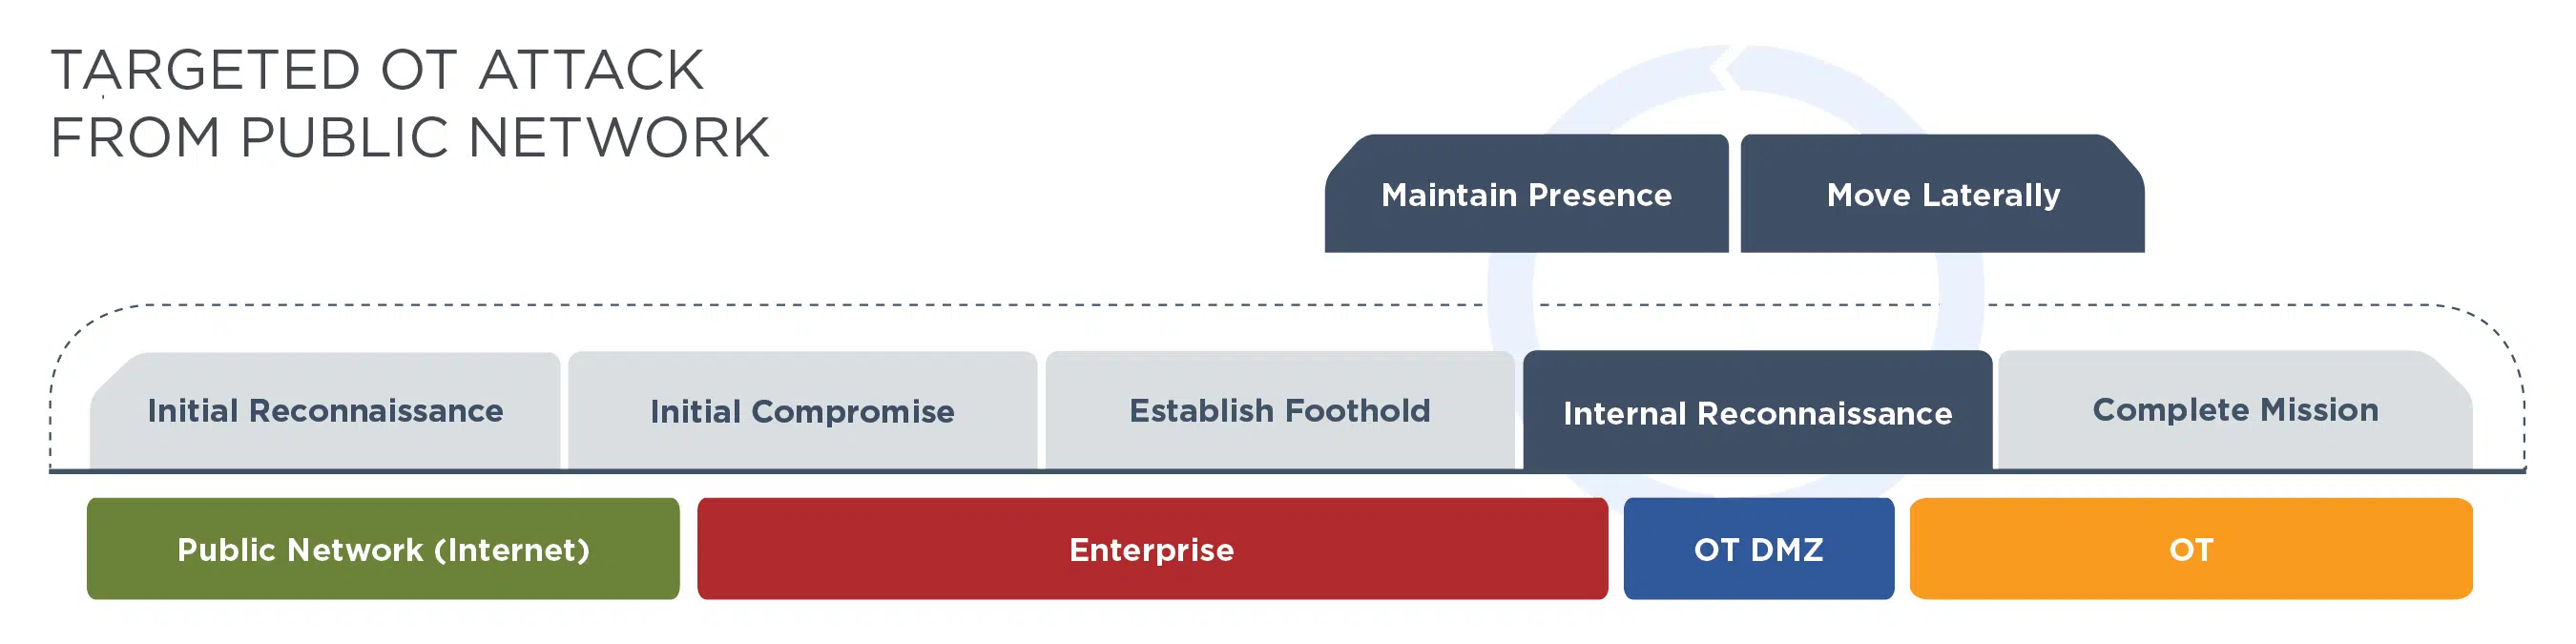 TARGETED OT ATTACK
FROM PUBLIC NETWORK
Maintain Presence
Move Laterally
Initial Reconnaissance
Initial Compromise
Establish Foothold
Internal Reconnaissance
Complete Mission
Public Network (Internet)
Enterprise
OT DMZ
OT